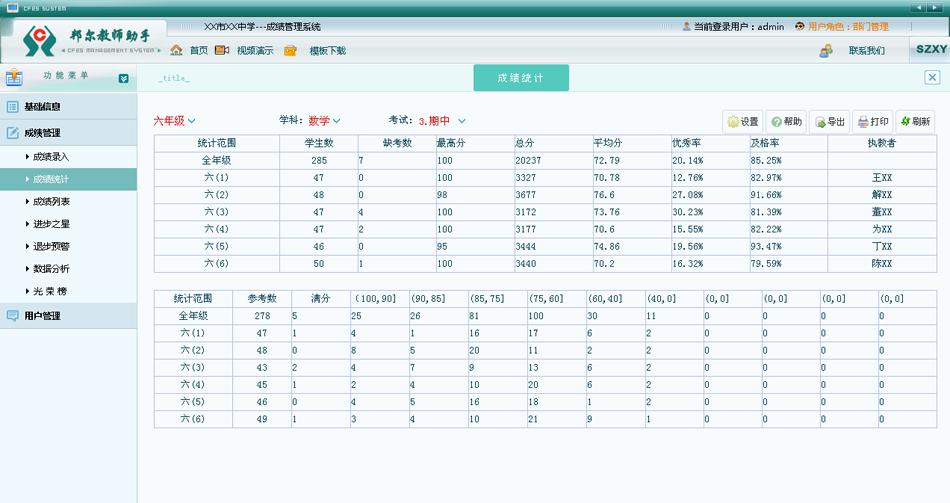 CFES SUSTEM
邦尔教师助手
CFES MANAGEMENT SYSTEM
XX市XX中学---成绩管理系统
当前登录用户：admin
用户角色：部门管理
首页 视频演示 模板下载
联系我们 SZXY
功能菜单
_title_
成绩统计
基础信息
成绩管理
成绩录入
成绩统计
成绩列表
进步之星
退步预警
数据分析
光荣榜
用户管理
六年级 学科：数学 考试：3.期中
设置 帮助 导出 打印 刷新
统计范围 学生数 缺考数 最高分 总分 平均分 优秀率 及格率 执教者
全年级 285 7 100 20237 72.79 20.14% 85.25%
六(1) 47 0 100 3327 70.78 12.76% 82.97% 王XX
六(2) 48 0 98 3677 76.6 27.08% 91.66% 解XX
六(3) 47 4 100 3172 73.76 30.23% 81.39% 董XX
六(4) 47 2 100 3177 70.6 15.55% 82.22% 为XX
六(5) 46 0 95 3444 74.86 19.56% 93.47% 丁XX
六(6) 50 1 100 3440 70.2 16.32% 79.59% 陈XX
统计范围 参考数 满分 (100,90] (90,85] (85,75] (75,60] (60,40] (40,0] (0,0] (0,0] (0,0] (0,0]
全年级 278 5 25 26 81 100 30 11 0 0 0 0
六(1) 47 1 4 1 16 17 6 2 0 0 0 0
六(2) 48 0 8 5 20 11 2 2 0 0 0 0
六(3) 43 2 4 7 9 13 6 2 0 0 0 0
六(4) 45 1 2 4 10 20 6 2 0 0 0 0
六(5) 46 0 4 5 16 18 1 2 0 0 0 0
六(6) 49 1 3 4 10 21 9 1 0 0 0 0